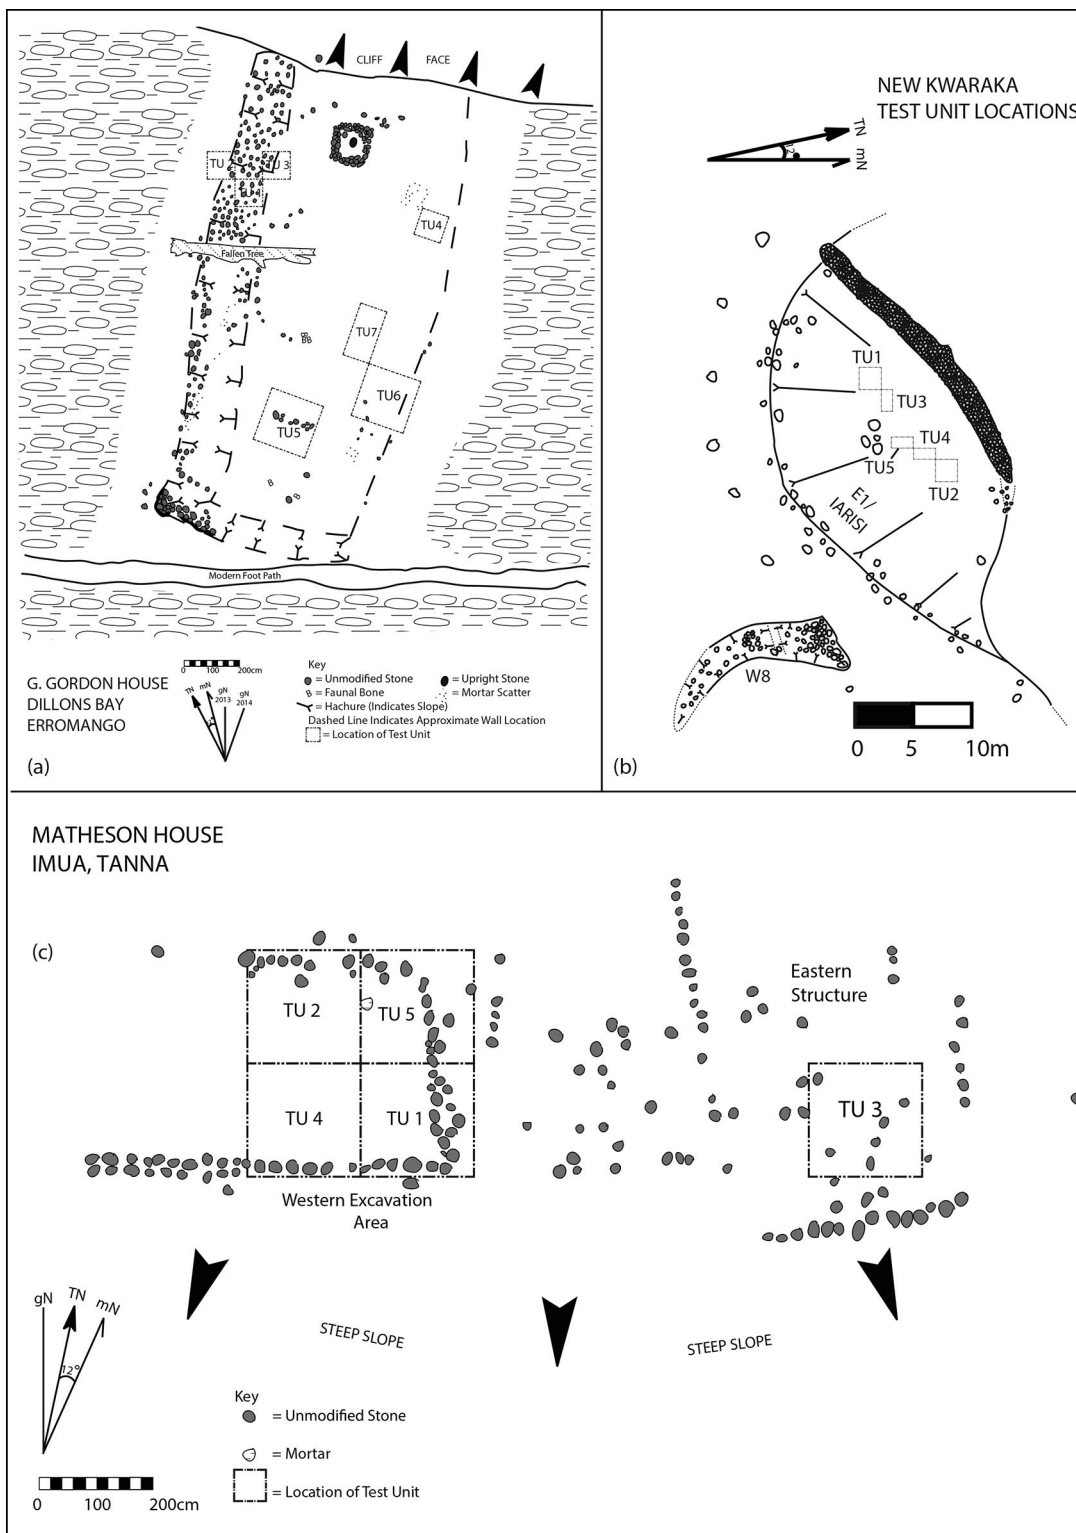 CLIFF FACE
TU
TU 3
TU4
Fallen Tree
TU7
TU6
TU5
Modern Foot Path
0 100 200cm
TN mN gN 2013 gN 2014
G. GORDON HOUSE
DILLONS BAY
ERROMANGO
Key
= Unmodified Stone
= Upright Stone
= Faunal Bone
= Mortar Scatter
= Hachure (Indicates Slope)
Dashed Line Indicates Approximate Wall Location
= Location of Test Unit
(a)
NEW KWARAKA
TEST UNIT LOCATIONS
TN
mN
TU1
TU3
TU4
TU5
TU2
E1/
IARISI
W8
0 5 10m
(b)
MATHESON HOUSE
IMUA, TANNA
(c)
Eastern
Structure
TU 2
TU 5
TU 4
TU 1
TU 3
Western Excavation
Area
gN TN mN
12°
STEEP SLOPE
STEEP SLOPE
Key
= Unmodified Stone
= Mortar
= Location of Test Unit
0 100 200cm